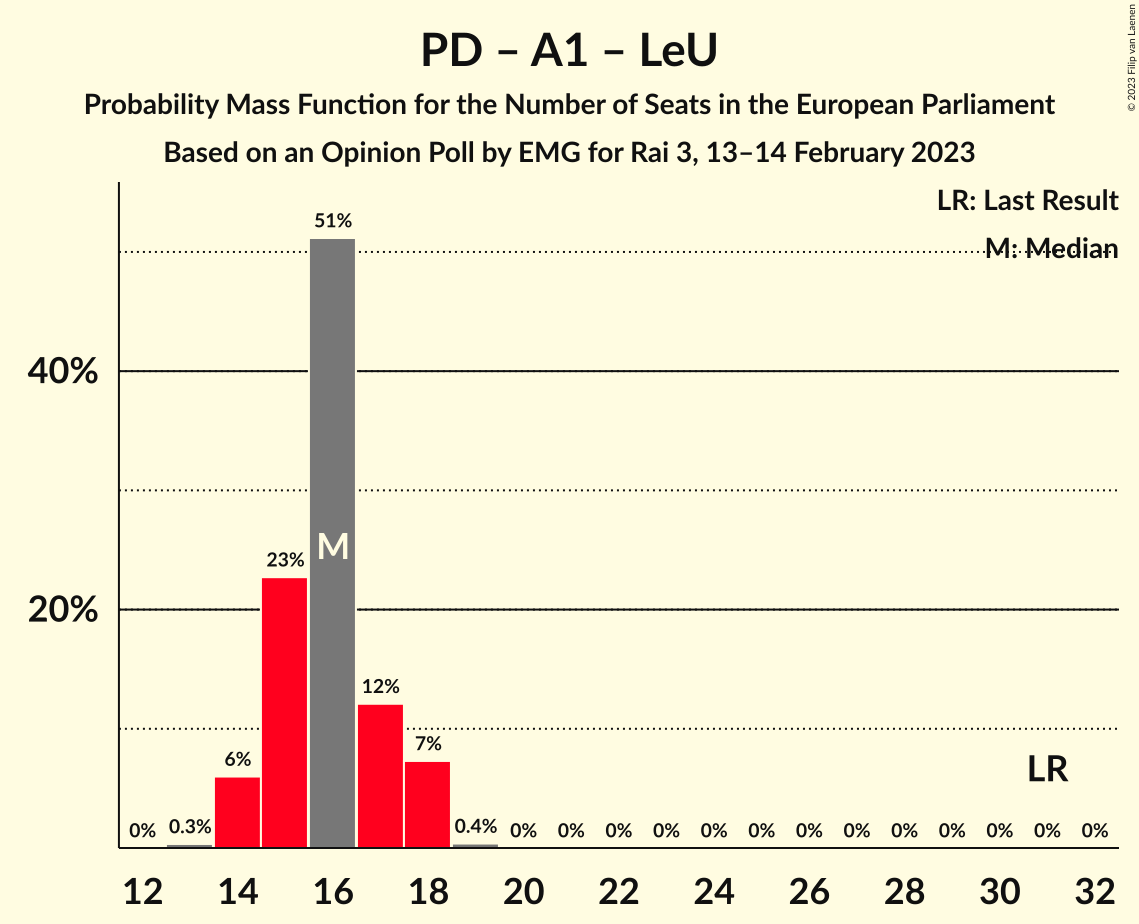 PD – A1 – LeU
Probability Mass Function for the Number of Seats in the European Parliament
Based on an Opinion Poll by EMG for Rai 3, 13–14 February 2023
© 2023 Filip van Laenen
LR: Last Result
M: Median
51%
40%
M
23%
20%
12%
7%
6%
LR
0% 0.3% 0.4% 0% 0% 0% 0% 0% 0% 0% 0% 0% 0% 0% 0% 0%
12 14 16 18 20 22 24 26 28 30 32